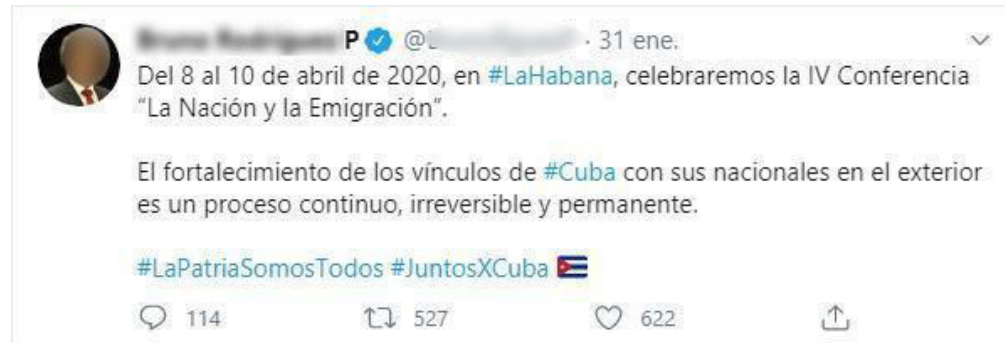 P @ · 31 ene.
Del 8 al 10 de abril de 2020, en #LaHabana, celebraremos la IV Conferencia
“La Nación y la Emigración”.
El fortalecimiento de los vínculos de #Cuba con sus nacionales en el exterior
es un proceso continuo, irreversible y permanente.
#LaPatriaSomosTodos #JuntosXCuba
114 527 622